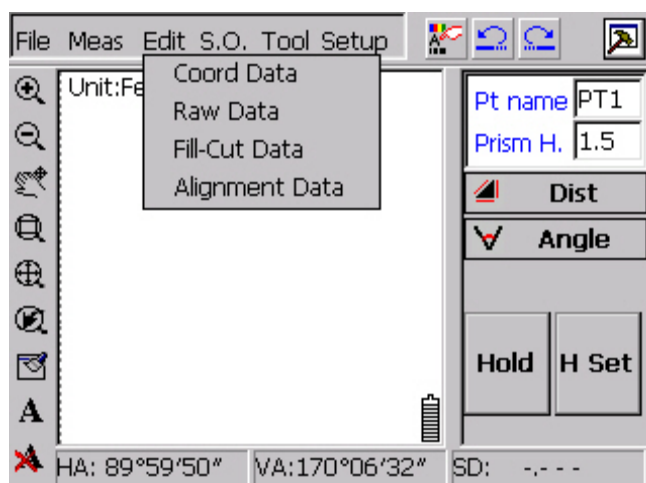 File Meas Edit S.O. Tool Setup
Coord Data
Raw Data
Fill-Cut Data
Alignment Data
Unit:Fe
Pt name PT1
Prism H. 1.5
Dist
Angle
Hold H Set
A
HA: 89°59'50" VA:170°06'32" SD: -.- - -